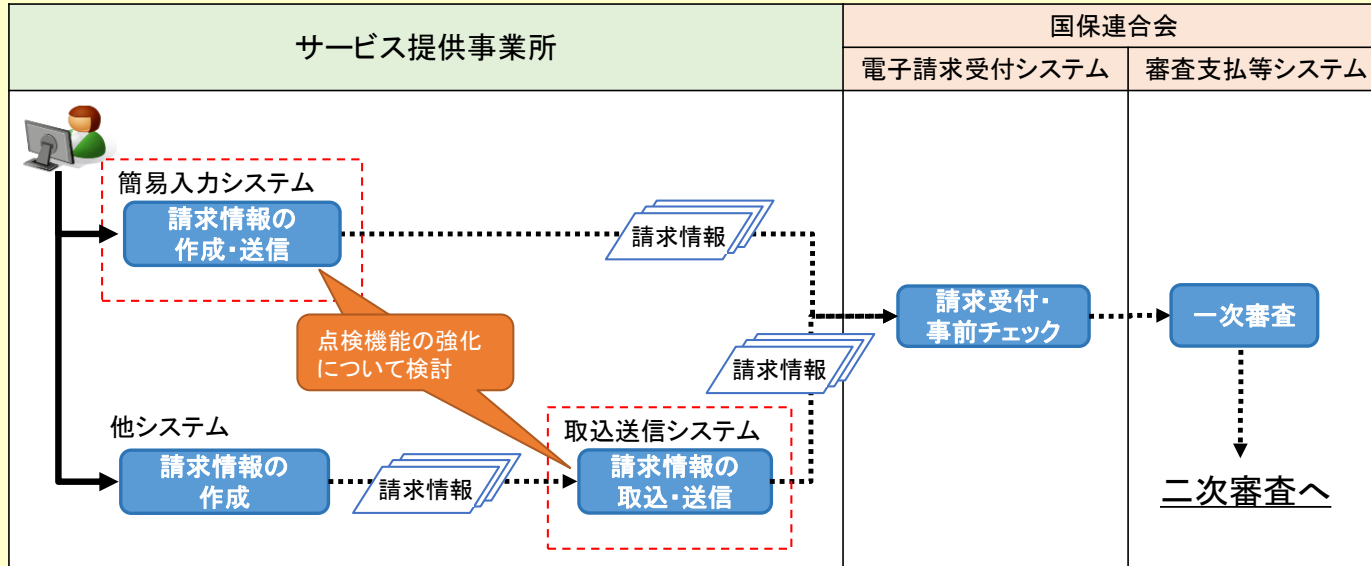 サービス提供事業所
国保連合会
電子請求受付システム
審査支払等システム
簡易入力システム
請求情報の
作成・送信
請求情報
点検機能の強化
について検討
請求受付・
事前チェック
一次審査
請求情報
他システム
請求情報の
作成
請求情報
取込送信システム
請求情報の
取込・送信
二次審査へ